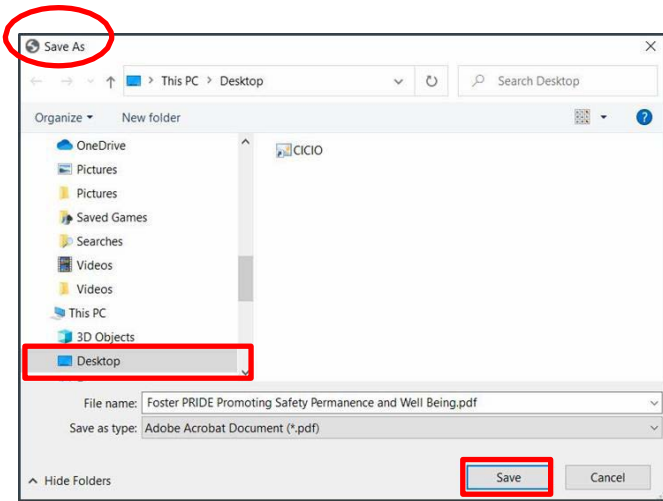 Save As
This PC > Desktop
Search Desktop
Organize
New folder
OneDrive
Pictures
Pictures
Saved Games
Searches
Videos
Videos
This PC
3D Objects
Desktop
CICIO
File name: Foster PRIDE Promoting Safety Permanence and Well Being.pdf
Save as type: Adobe Acrobat Document (*.pdf)
Hide Folders
Save
Cancel